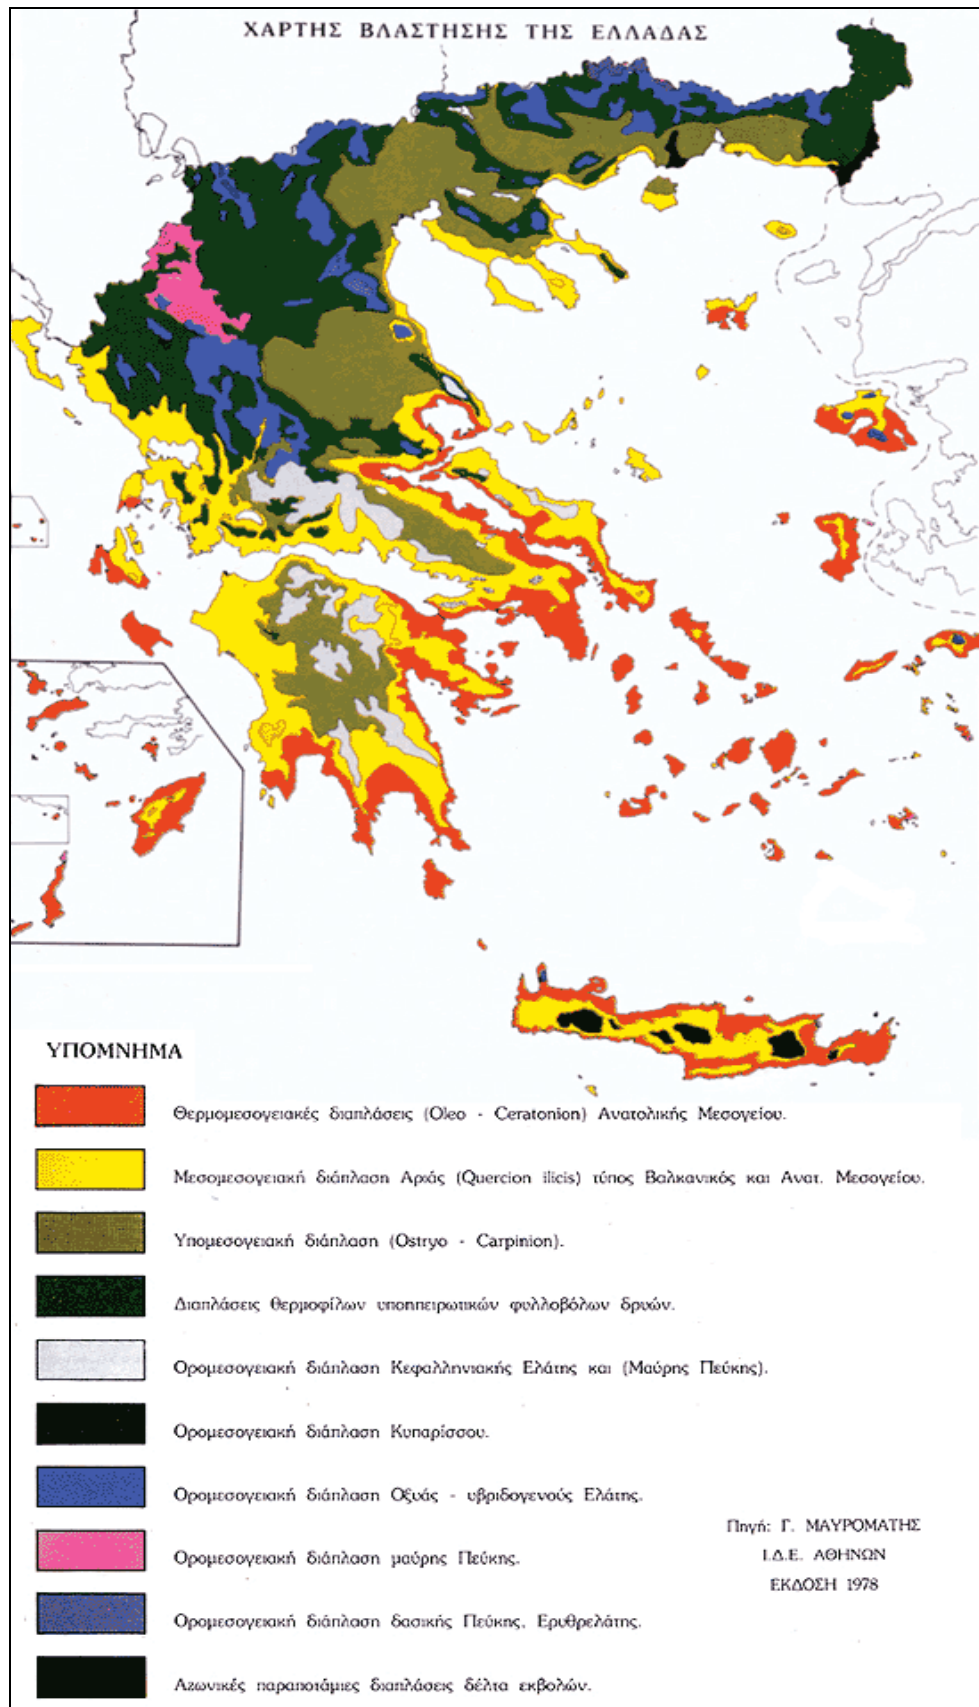 ΧΑΡΤΗΣ ΒΛΑΣΤΗΣΗΣ ΤΗΣ ΕΛΛΑΔΑΣ
ΥΠΟΜΝΗΜΑ
Θερμομεσογειακές διαπλάσεις (Oleo - Ceratonion) Ανατολικής Μεσογείου.
Μεσομεσογειακή διάπλαση Αριάς (Quercion ilicis) τύπος Βαλκανικός και Ανατ. Μεσογείου.
Υπομεσογειακή διάπλαση (Ostryo - Carpinion).
Διαπλάσεις θερμοφίλων υποηπειρωτικών φυλλοβόλων δρυών.
Ορομεσογειακή διάπλαση Κεφαλληνιακής Ελάτης και (Μαύρης Πεύκης).
Ορομεσογειακή διάπλαση Κυπαρίσσου.
Ορομεσογειακή διάπλαση Οξυάς - υβριδογενούς Ελάτης.
Ορομεσογειακή διάπλαση μαύρης Πεύκης.
Ορομεσογειακή διάπλαση δασικής Πεύκης, Ερυθρελάτης.
Αζωνικές παραποτάμιες διαπλάσεις δέλτα εκβολών.
Πηγή: Γ. ΜΑΥΡΟΜΑΤΗΣ
Ι.Δ.Ε. ΑΘΗΝΩΝ
ΕΚΔΟΣΗ 1978